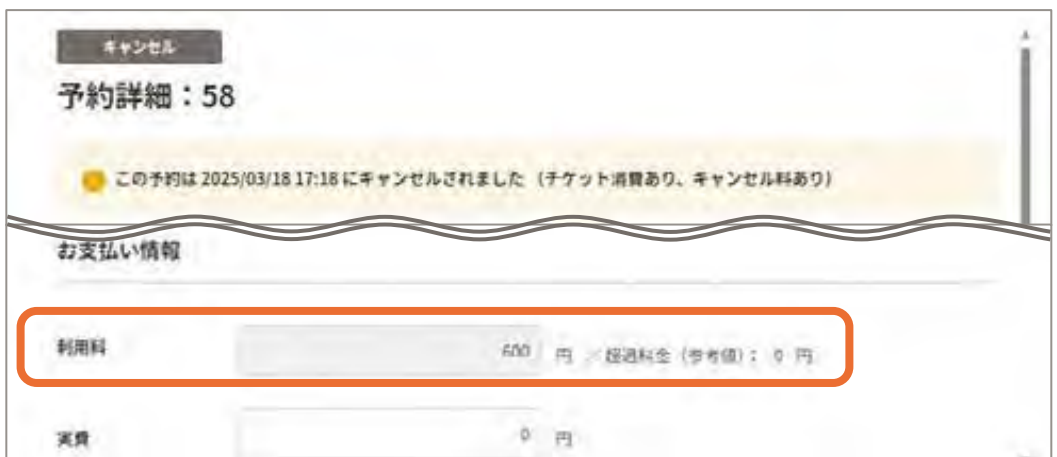 キャンセル
予約詳細：58
この予約は 2025/03/18 17:18 にキャンセルされました（チケット消費あり、キャンセル料あり）
お支払い情報
利用料 600 円 ／超過料金（参考値）： 0 円
実費 0 円